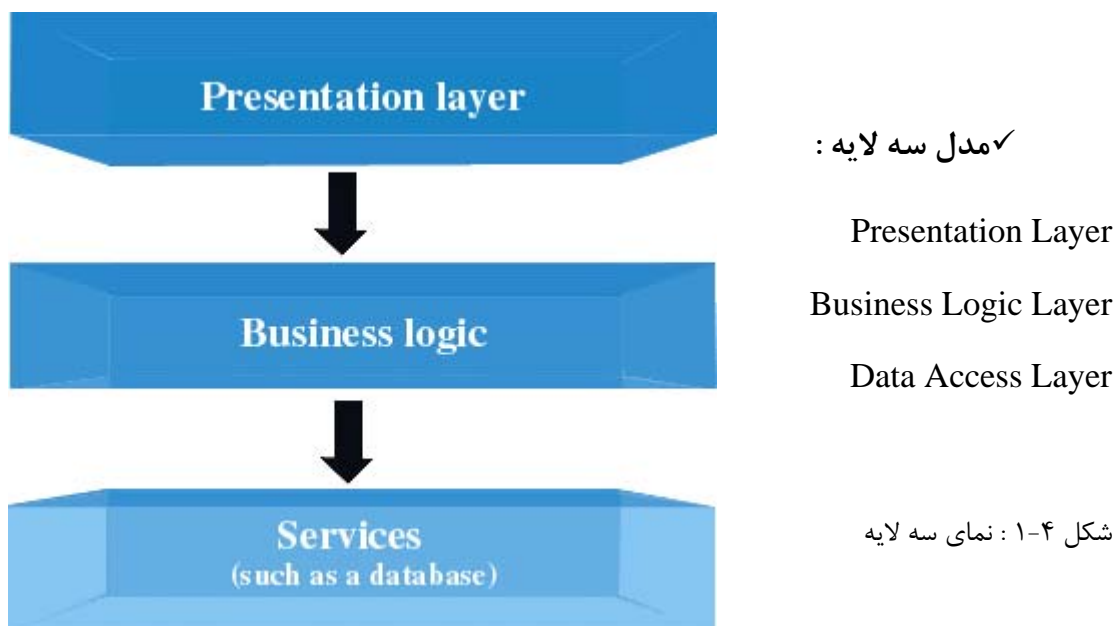 Presentation layer
Business logic
Services
(such as a database)
✓مدل سه لایه :
Presentation Layer
Business Logic Layer
Data Access Layer
شکل ۴-۱ : نمای سه لایه